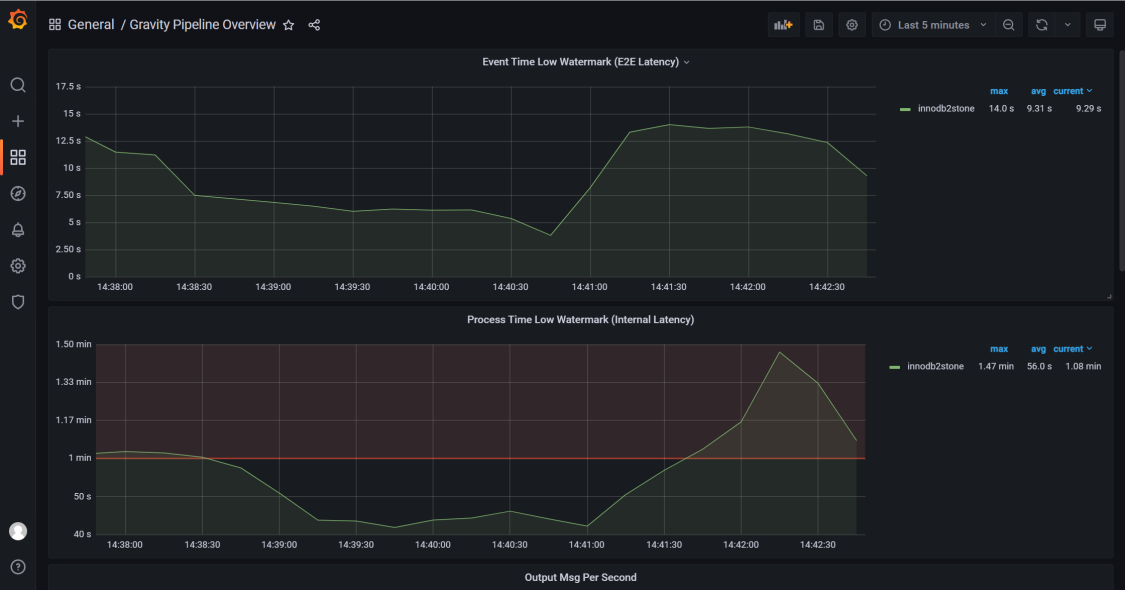 General / Gravity Pipeline Overview
Last 5 minutes
Event Time Low Watermark (E2E Latency)
17.5 s
15 s
12.5 s
10 s
7.50 s
5 s
2.50 s
0 s
14:38:00 14:38:30 14:39:00 14:39:30 14:40:00 14:40:30 14:41:00 14:41:30 14:42:00 14:42:30
max avg current
innodb2stone 14.0 s 9.31 s 9.29 s
Process Time Low Watermark (Internal Latency)
1.50 min
1.33 min
1.17 min
1 min
50 s
40 s
14:38:00 14:38:30 14:39:00 14:39:30 14:40:00 14:40:30 14:41:00 14:41:30 14:42:00 14:42:30
max avg current
innodb2stone 1.47 min 56.0 s 1.08 min
Output Msg Per Second